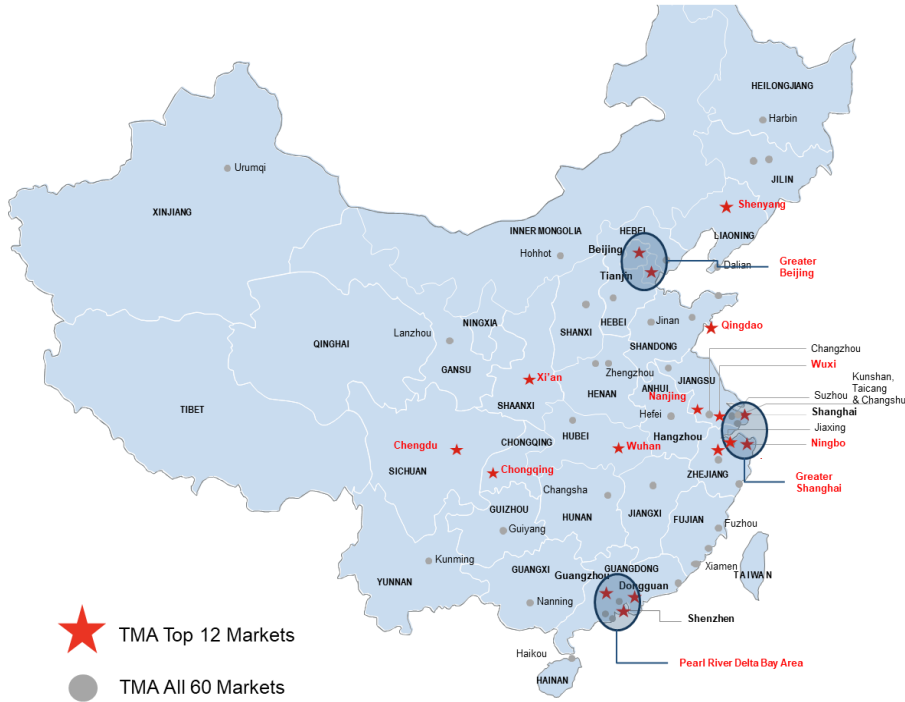 HEILONGJIANG
Harbin
Urumqi
JILIN
XINJIANG
Shenyang
INNER MONGOLIA
HEBEI
LIAONING
Beijing
Hohhot
Greater
Beijing
Dalian
Tianjin
NINGXIA
HEBEI
Jinan
Qingdao
SHANXI
Lanzhou
QINGHAI
SHANDONG
Changzhou
GANSU
Zhengzhou
Wuxi
Xi'an
JIANGSU
ANHUI
Kunshan,
Taicang
& Changshu
HENAN
Nanjing
Suzhou
TIBET
SHAANXI
Hefei
Shanghai
HUBEI
Jiaxing
CHONGQING
Hangzhou
Chengdu
Wuhan
Ningbo
SICHUAN
Chongqing
ZHEJIANG
Greater
Shanghai
Changsha
GUIZHOU
HUNAN
JIANGXI
FUJIAN
Guiyang
Fuzhou
Kunming
GUANGXI
GUANGDONG
Xiamen
YUNNAN
Guangzhou
TAIWAN
Dongguan
Nanning
Shenzhen
TMA Top 12 Markets
Haikou
Pearl River Delta Bay Area
HAINAN
TMA All 60 Markets